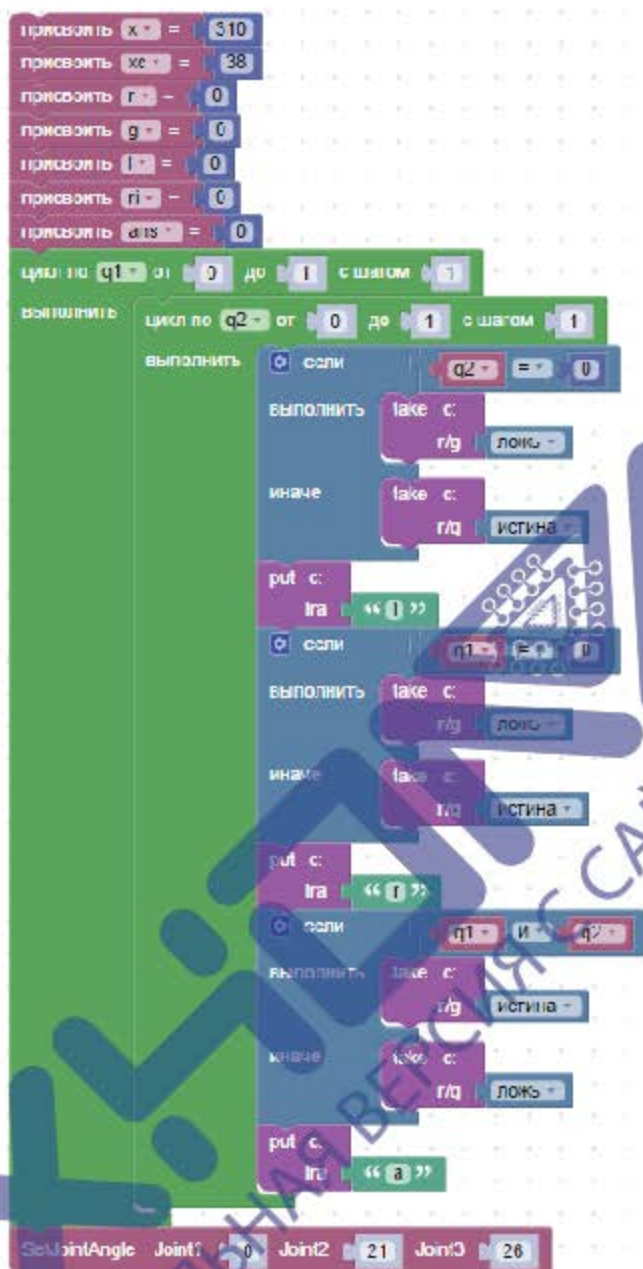 присвоить x = 310
присвоить xc = 38
присвоить r = 0
присвоить g = 0
присвоить l = 0
присвоить ri = 0
присвоить ans = 0
цикл по q1 от 0 до 1 с шагом 1
выполнить цикл по q2 от 0 до 1 с шагом 1
выполнить если q2 = 0
выполнить take с:
r/g ложь
иначе take с:
r/g истина
put с:
lra “ l ”
если q1 = 0
выполнить take с:
r/g ложь
иначе take с:
r/g истина
put с:
lra “ r ”
если q1 и q2
выполнить take с:
r/g истина
иначе take с:
r/g ложь
put с:
lra “ a ”
SetJointAngle Joint1 0 Joint2 21 Joint3 26
ВЕРСИЯ С